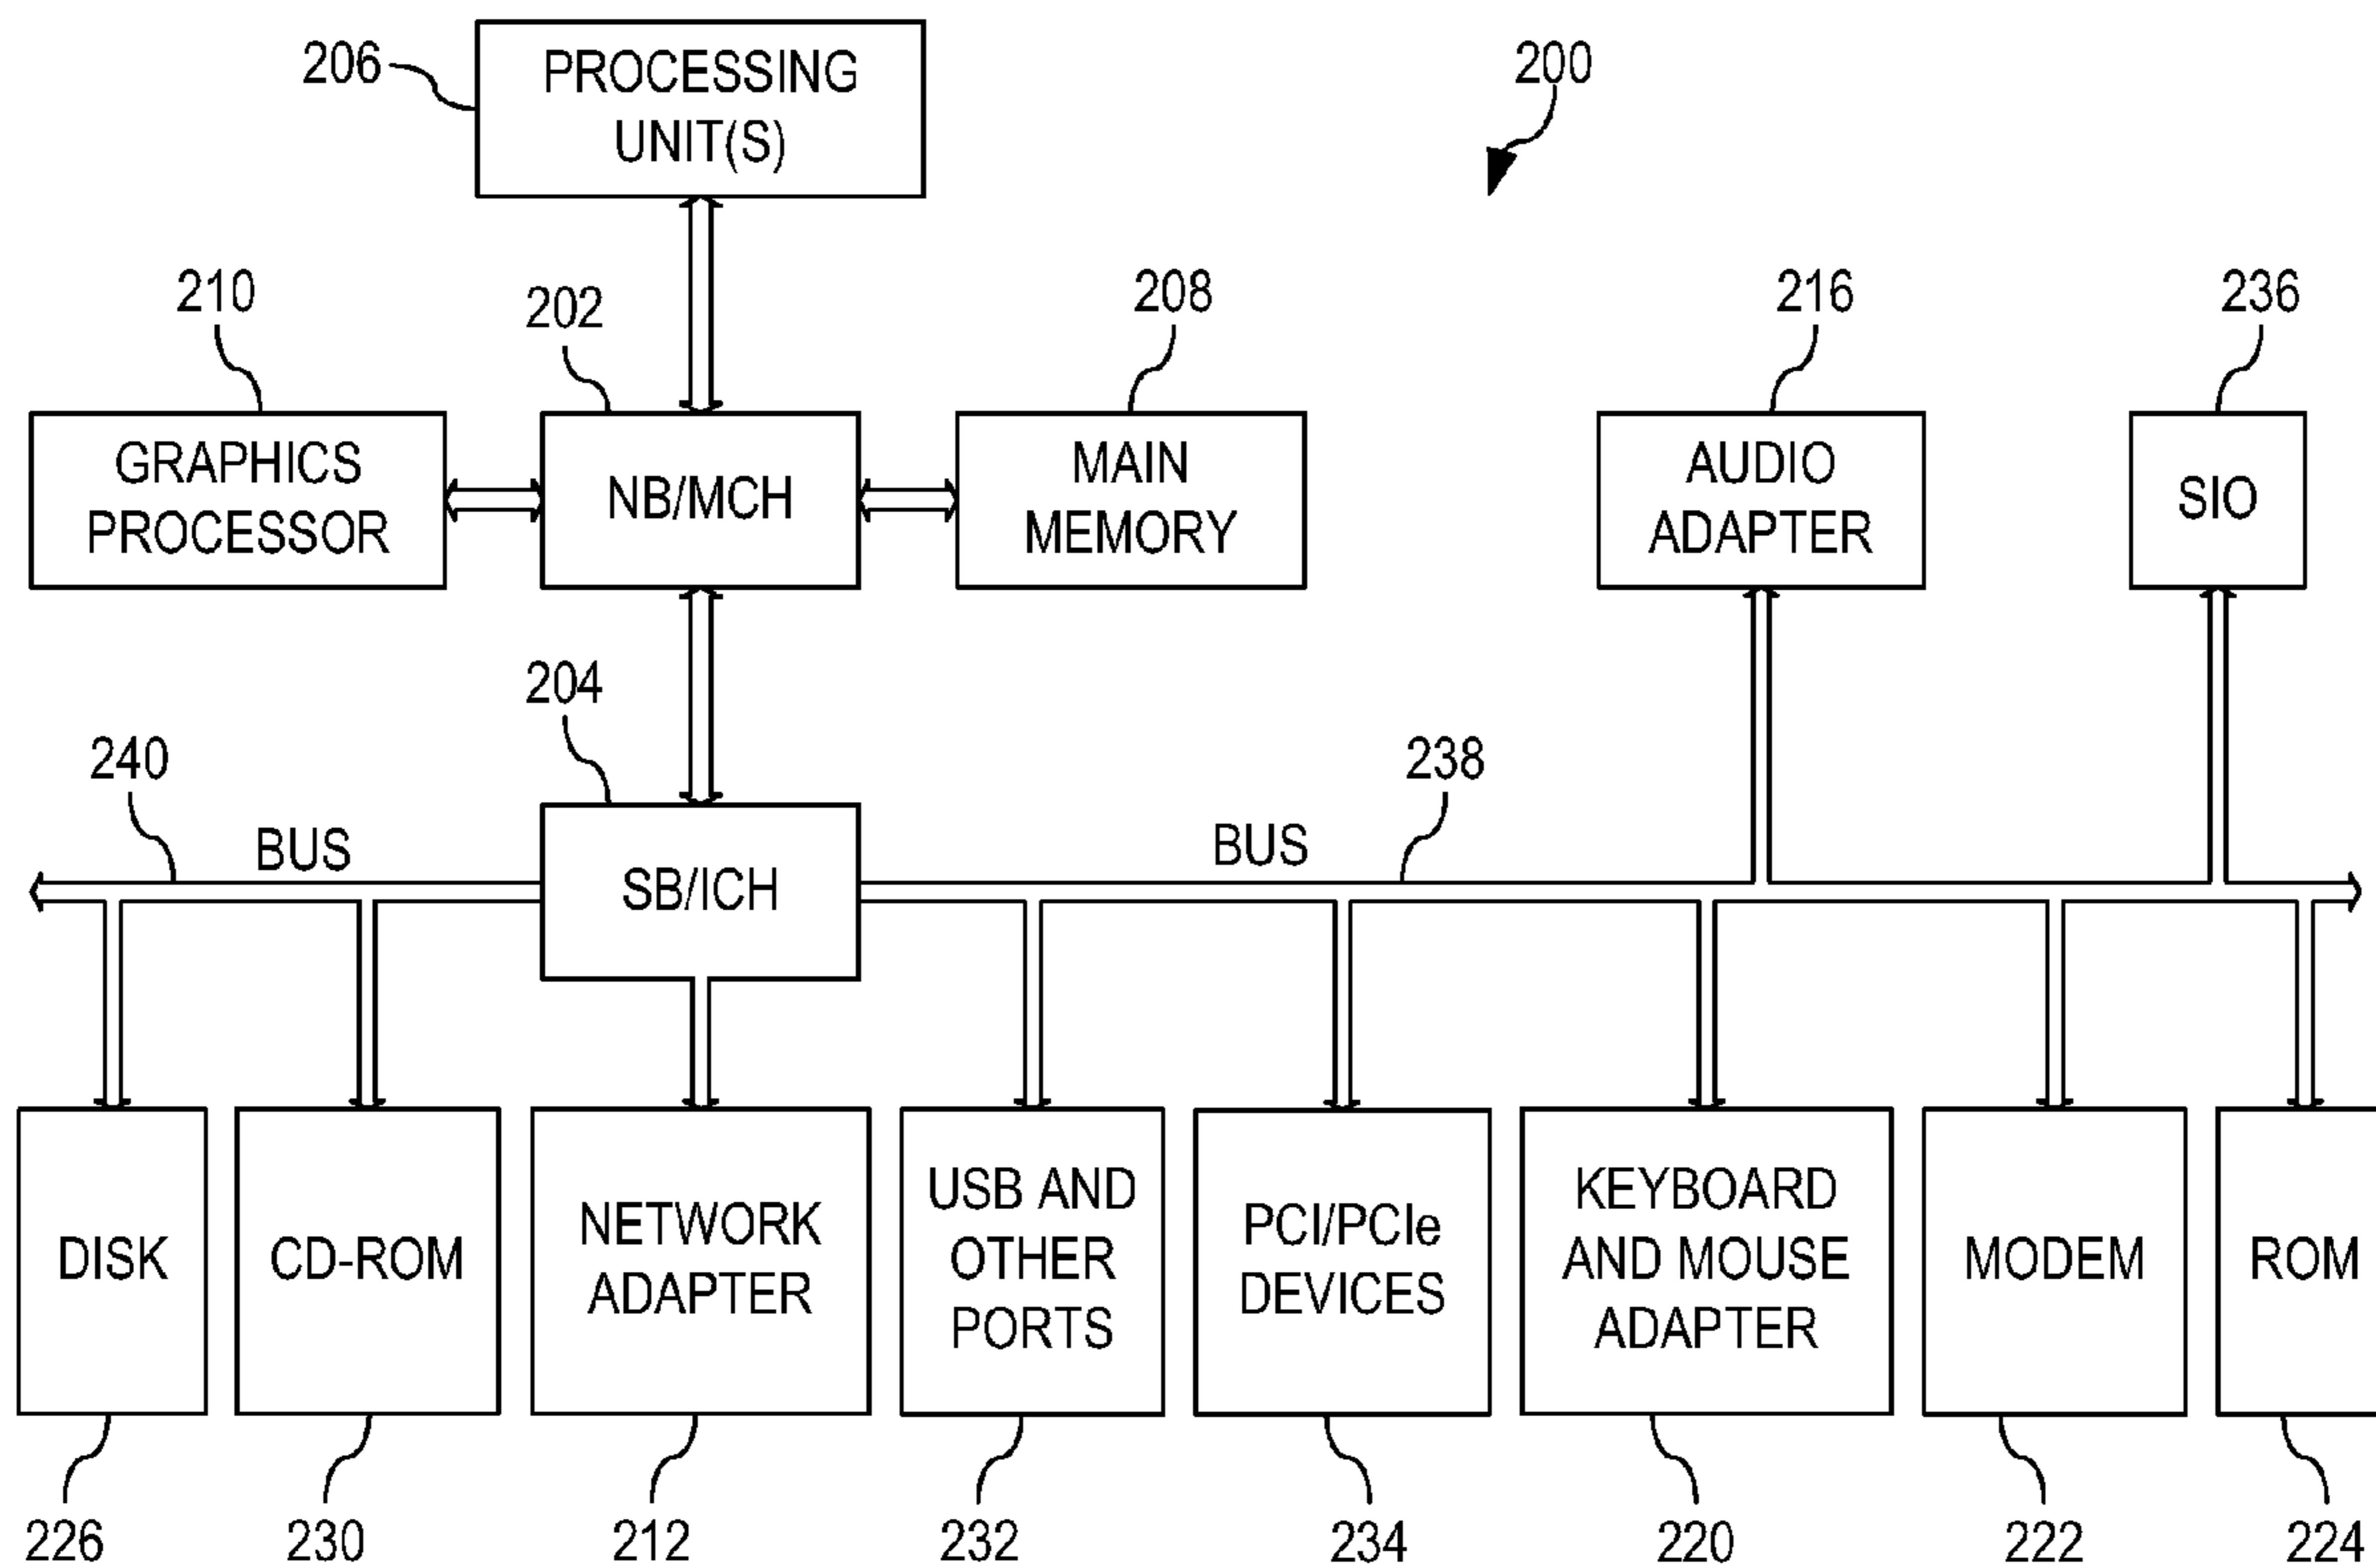 206
PROCESSING
UNIT(S)
200
210
202
208
216
236
GRAPHICS
PROCESSOR
NB/MCH
MAIN
MEMORY
AUDIO
ADAPTER
SIO
204
240
BUS
SB/ICH
BUS
238
DISK
CD-ROM
NETWORK
ADAPTER
USB AND
OTHER
PORTS
PCI/PCIe
DEVICES
KEYBOARD
AND MOUSE
ADAPTER
MODEM
ROM
226
230
212
232
234
220
222
224